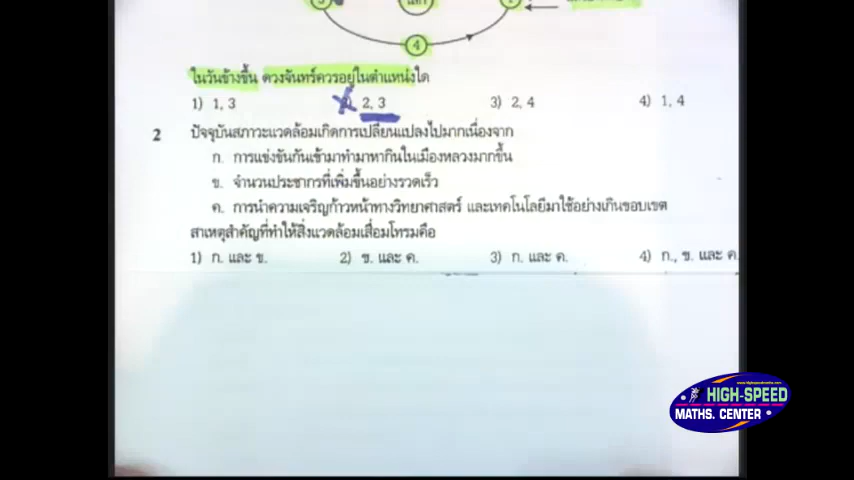 3
โลก
4
ในวันข้างขึ้น ดวงจันทร์ควรอยู่ในตำแหน่งใด
1) 1, 3 2) 2, 3 3) 2, 4 4) 1, 4
2 ปัจจุบันสภาวะแวดล้อมเกิดการเปลี่ยนแปลงไปมากเนื่องจาก
ก. การแข่งขันกันเข้ามาทำมาหากินในเมืองหลวงมากขึ้น
ข. จำนวนประชากรที่เพิ่มขึ้นอย่างรวดเร็ว
ค. การนำความเจริญก้าวหน้าทางวิทยาศาสตร์ และเทคโนโลยีมาใช้อย่างเกินขอบเขต
สาเหตุสำคัญที่ทำให้สิ่งแวดล้อมเสื่อมโทรมคือ
1) ก. และ ข. 2) ข. และ ค. 3) ก. และ ค. 4) ก., ข. และ ค.
HIGH-SPEED
MATHS. CENTER